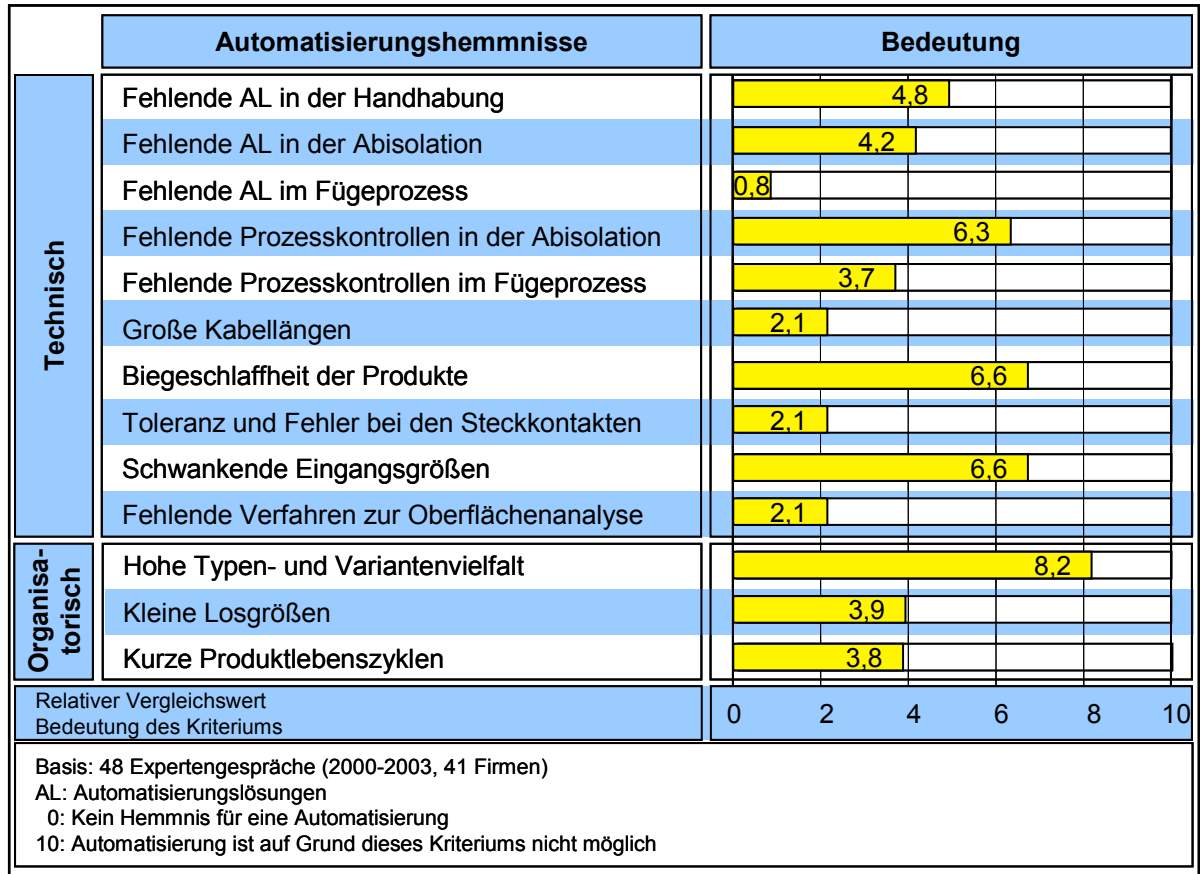 Automatisierungshemmnisse Bedeutung
Technisch
Fehlende AL in der Handhabung 4,8
Fehlende AL in der Abisolation 4,2
Fehlende AL im Fügeprozess 0,8
Fehlende Prozesskontrollen in der Abisolation 6,3
Fehlende Prozesskontrollen im Fügeprozess 3,7
Große Kabellängen 2,1
Biegeschlaffheit der Produkte 6,6
Toleranz und Fehler bei den Steckkontakten 2,1
Schwankende Eingangsgrößen 6,6
Fehlende Verfahren zur Oberflächenanalyse 2,1
Organisa-
torisch
Hohe Typen- und Variantenvielfalt 8,2
Kleine Losgrößen 3,9
Kurze Produktlebenszyklen 3,8
Relativer Vergleichswert
Bedeutung des Kriteriums
0 2 4 6 8 10
Basis: 48 Expertengespräche (2000-2003, 41 Firmen)
AL: Automatisierungslösungen
0: Kein Hemmnis für eine Automatisierung
10: Automatisierung ist auf Grund dieses Kriteriums nicht möglich